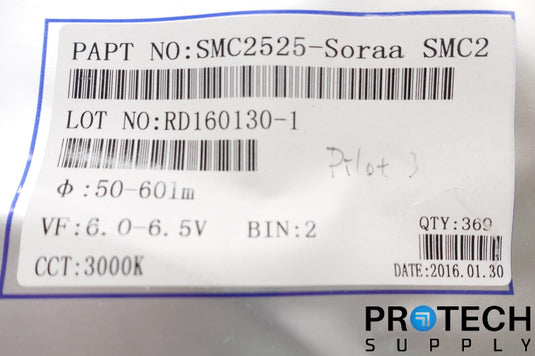 PAPT NO:SMC2525-Soraa SMC2
LOT NO:RD160130-1
Pilot 3
Φ:50-60lm
VF:6.0-6.5V BIN:2 QTY:369
CCT:3000K DATE:2016.01.30
PROTECH
SUPPLY